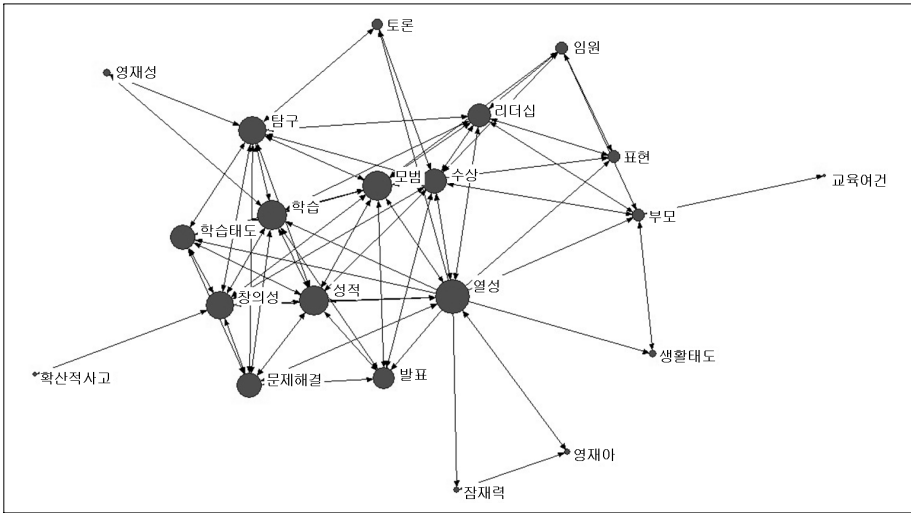 토론
임원
영재성
리더십
탐구
표현
모범
수상
교육여건
학습
부모
학습태도
열성
창의성
성적
생활태도
확산적사고
문제해결
발표
영재아
잠재력